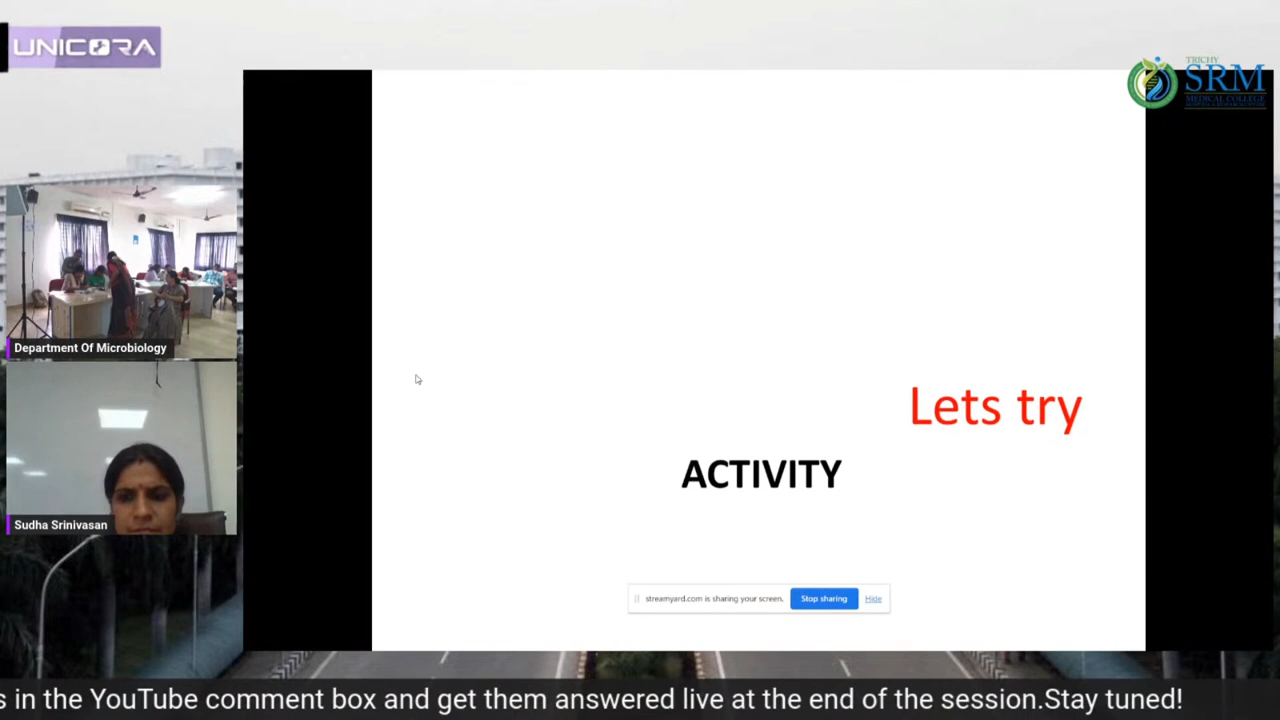 UNICORA
TRICHY
SRM
MEDICAL COLLEGE
Department Of Microbiology
Sudha Srinivasan
Lets try
ACTIVITY
streamyard.com is sharing your screen.
Stop sharing
Hide
s in the YouTube comment box and get them answered live at the end of the session.Stay tuned!